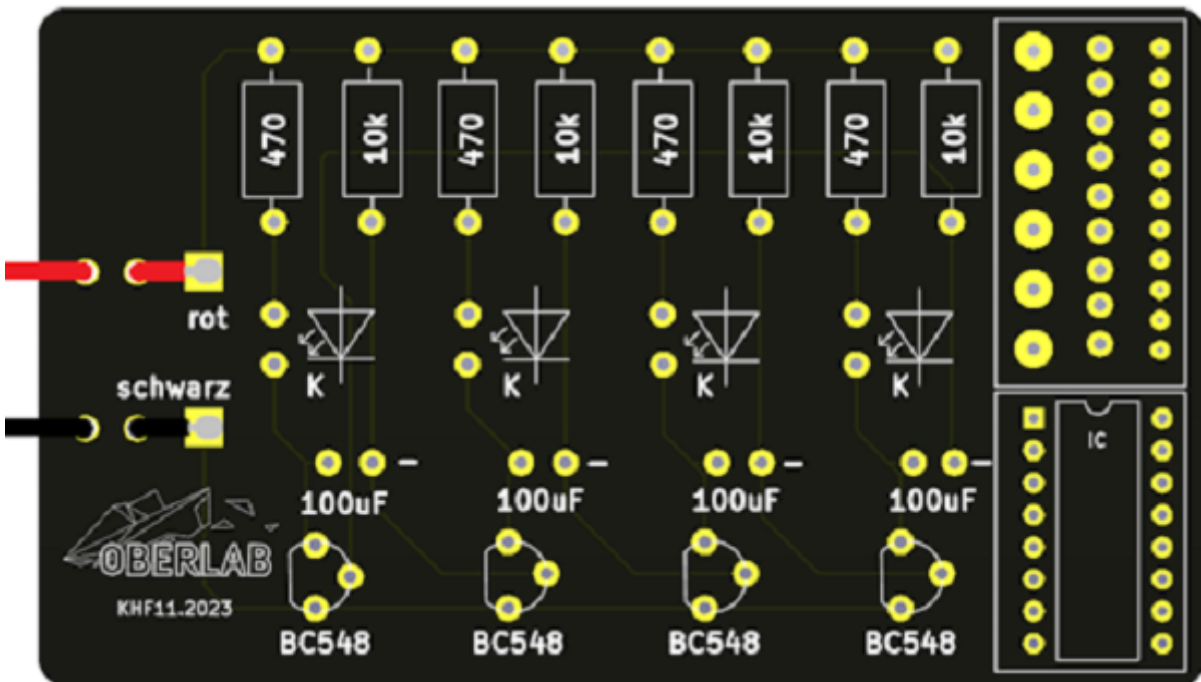 470 10k 470 10k 470 10k 470 10k
rot
schwarz
K K K K
IC
100uF 100uF 100uF 100uF
OBERLAB
KHF11.2023
BC548 BC548 BC548 BC548